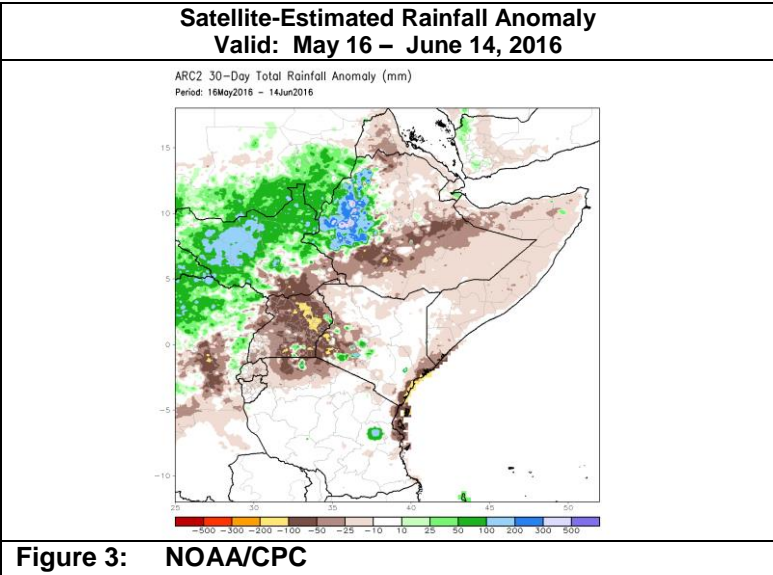 Satellite-Estimated Rainfall Anomaly
Valid: May 16 – June 14, 2016
ARC2 30-Day Total Rainfall Anomaly (mm)
Period: 16May2016 - 14Jun2016
15
10
5
0
-5
-10
25 30 35 40 45 50
-500 -300 -200 -100 -50 -25 -10 10 25 50 100 200 300 500
Figure 3: NOAA/CPC